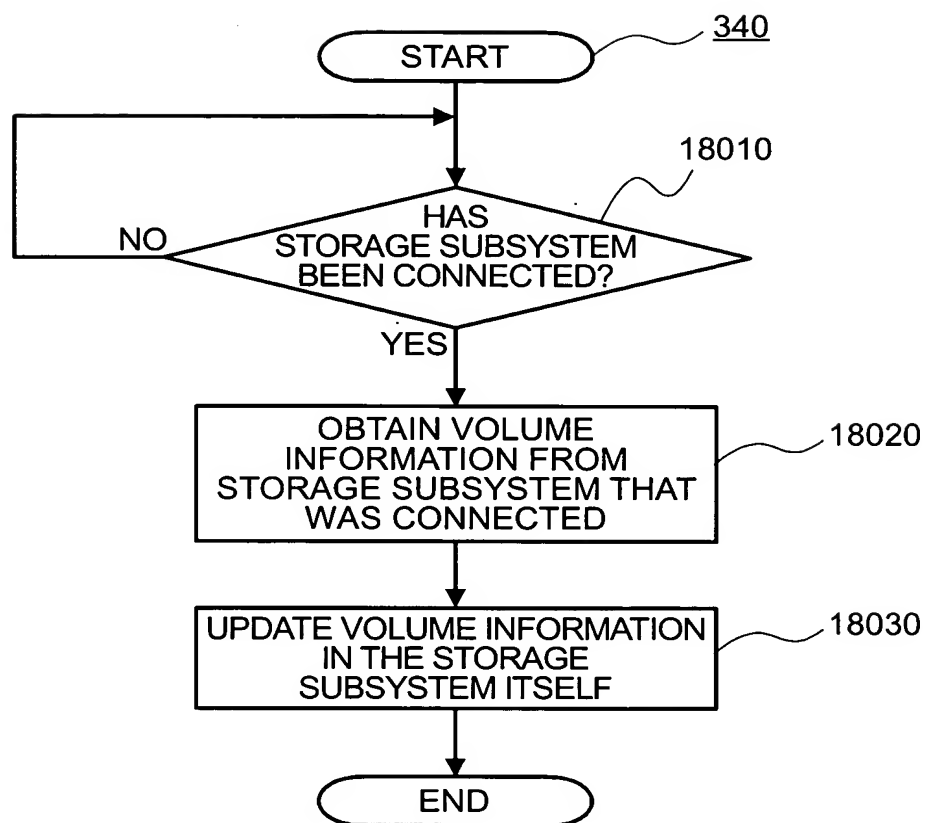 340
START
18010
HAS
STORAGE SUBSYSTEM
BEEN CONNECTED?
NO
YES
OBTAIN VOLUME
INFORMATION FROM
STORAGE SUBSYSTEM THAT
WAS CONNECTED
18020
UPDATE VOLUME INFORMATION
IN THE STORAGE
SUBSYSTEM ITSELF
18030
END